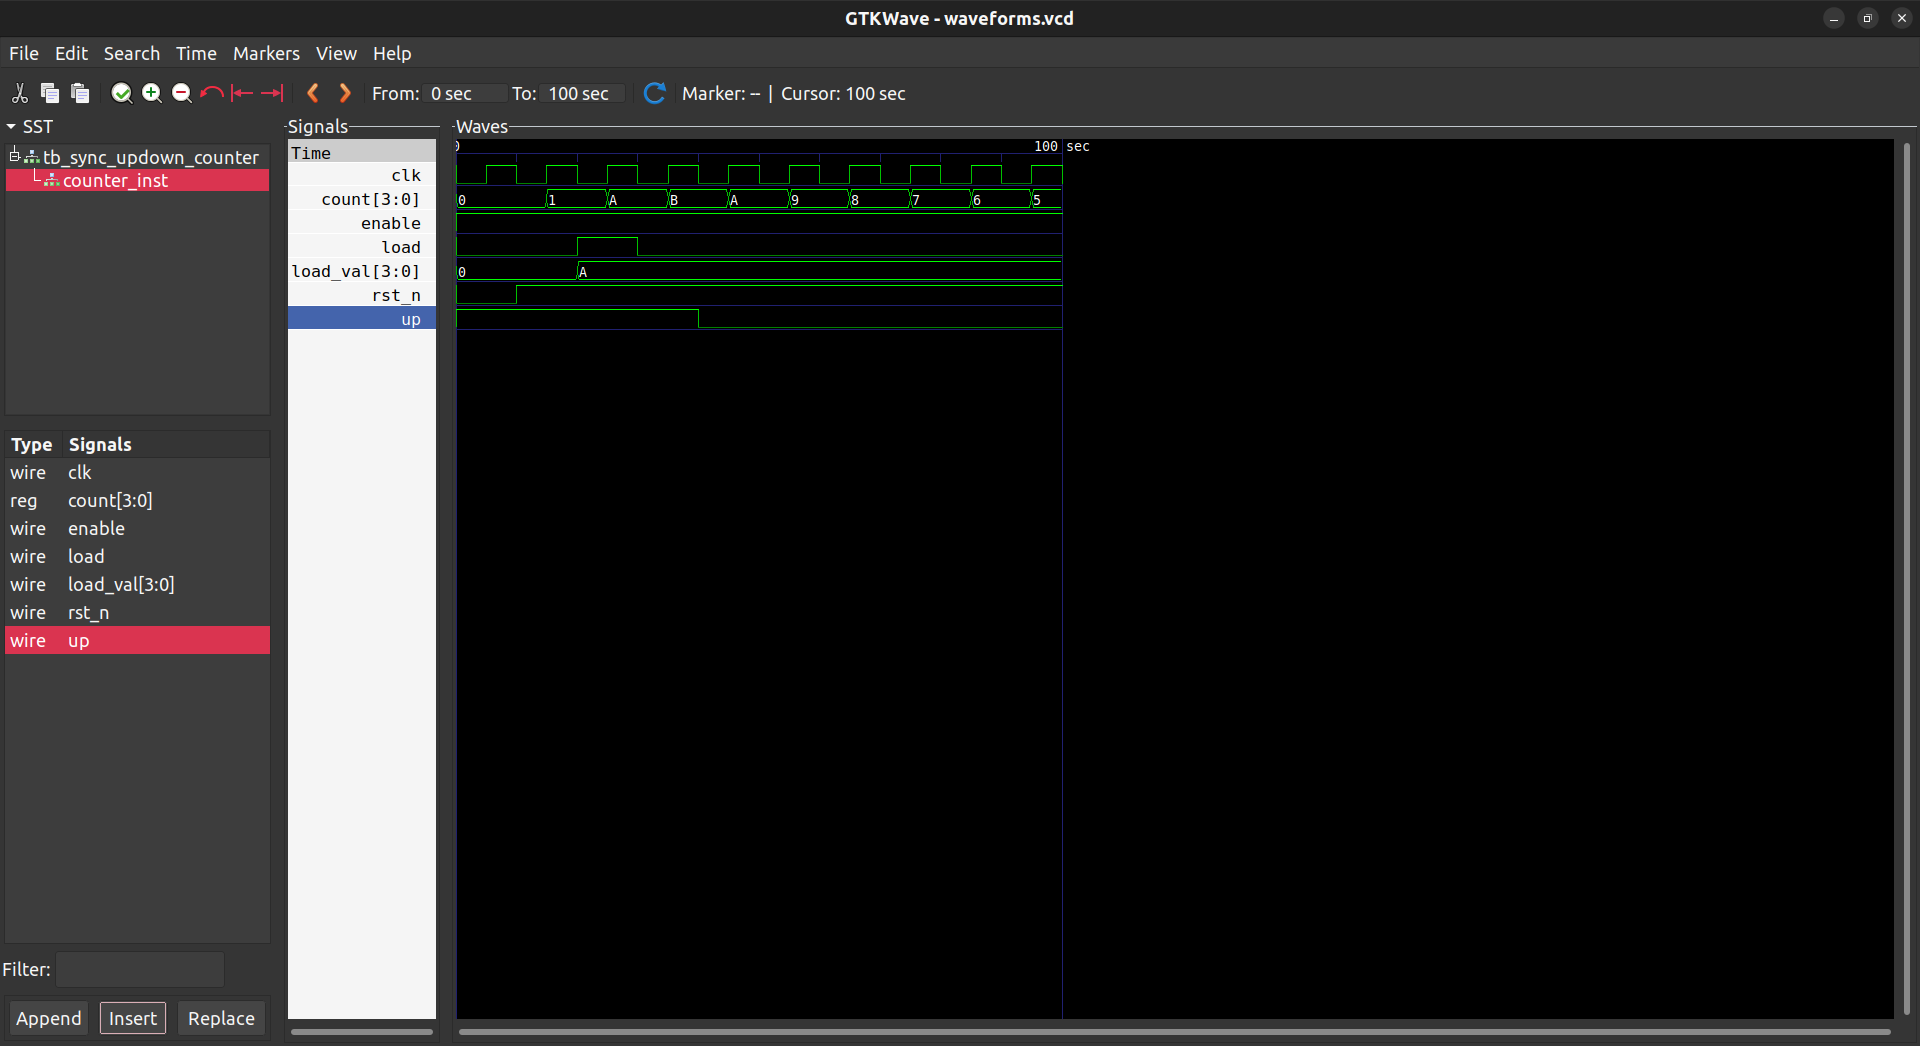 GTKWave - waveforms.vcd
File Edit Search Time Markers View Help
From: 0 sec To: 100 sec Marker: -- | Cursor: 100 sec
SST
tb_sync_updown_counter
counter_inst
Type Signals
wire clk
reg count[3:0]
wire enable
wire load
wire load_val[3:0]
wire rst_n
wire up
Filter:
Append Insert Replace
Signals
Time
clk
count[3:0]
enable
load
load_val[3:0]
rst_n
up
Waves
0 100 sec
0 1 A B A 9 8 7 6 5
0 A